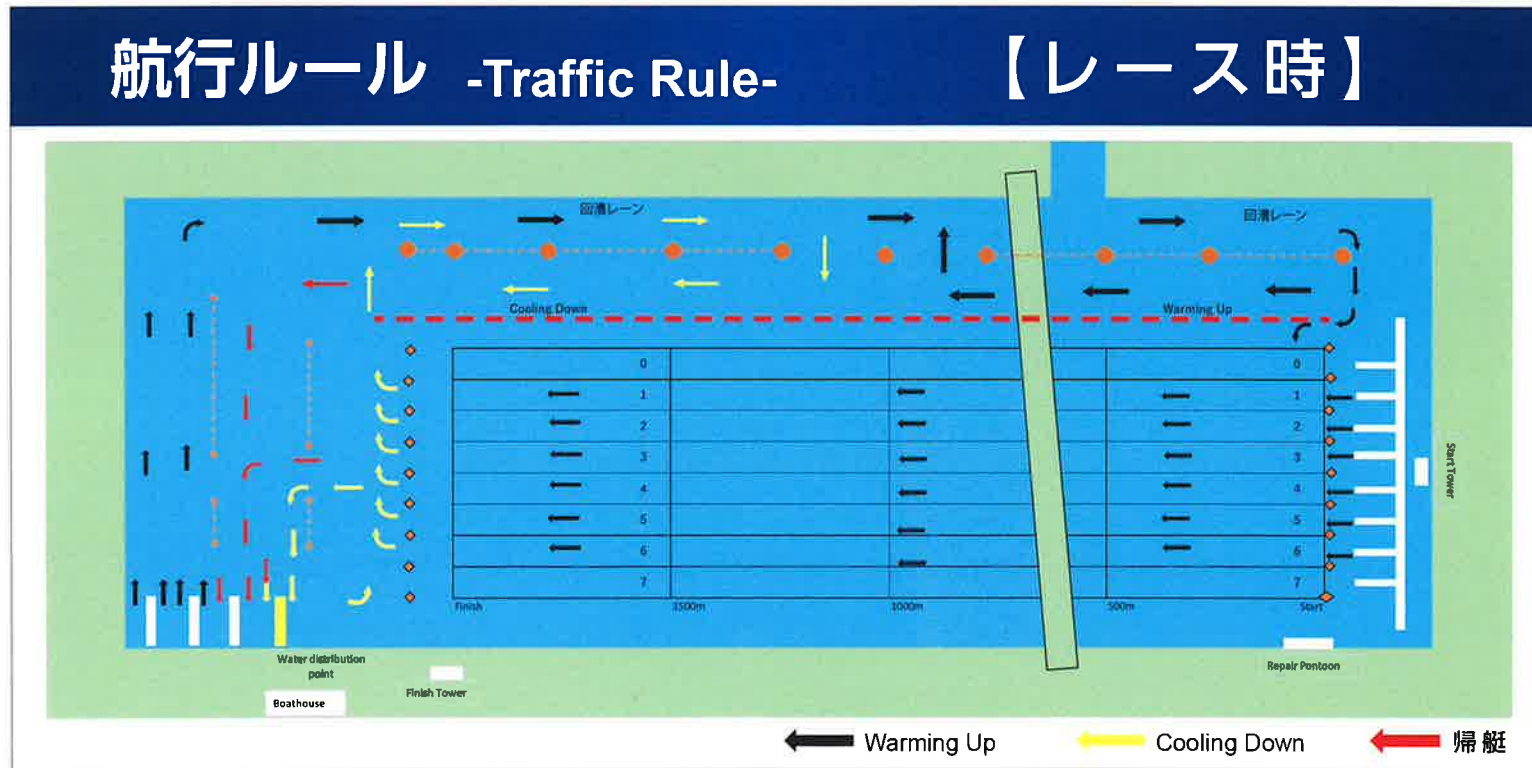 航行ルール -Traffic Rule- 【レース時】
回漕レーン
回漕レーン
Cooling Down
Warming Up
0
0
1
1
2
2
3
3
4
4
5
5
6
6
7
7
Start Tower
Finish
1500m
1000m
500m
Start
Water distribution
point
Finish Tower
Boathouse
Repair Pontoon
Warming Up
Cooling Down
帰艇